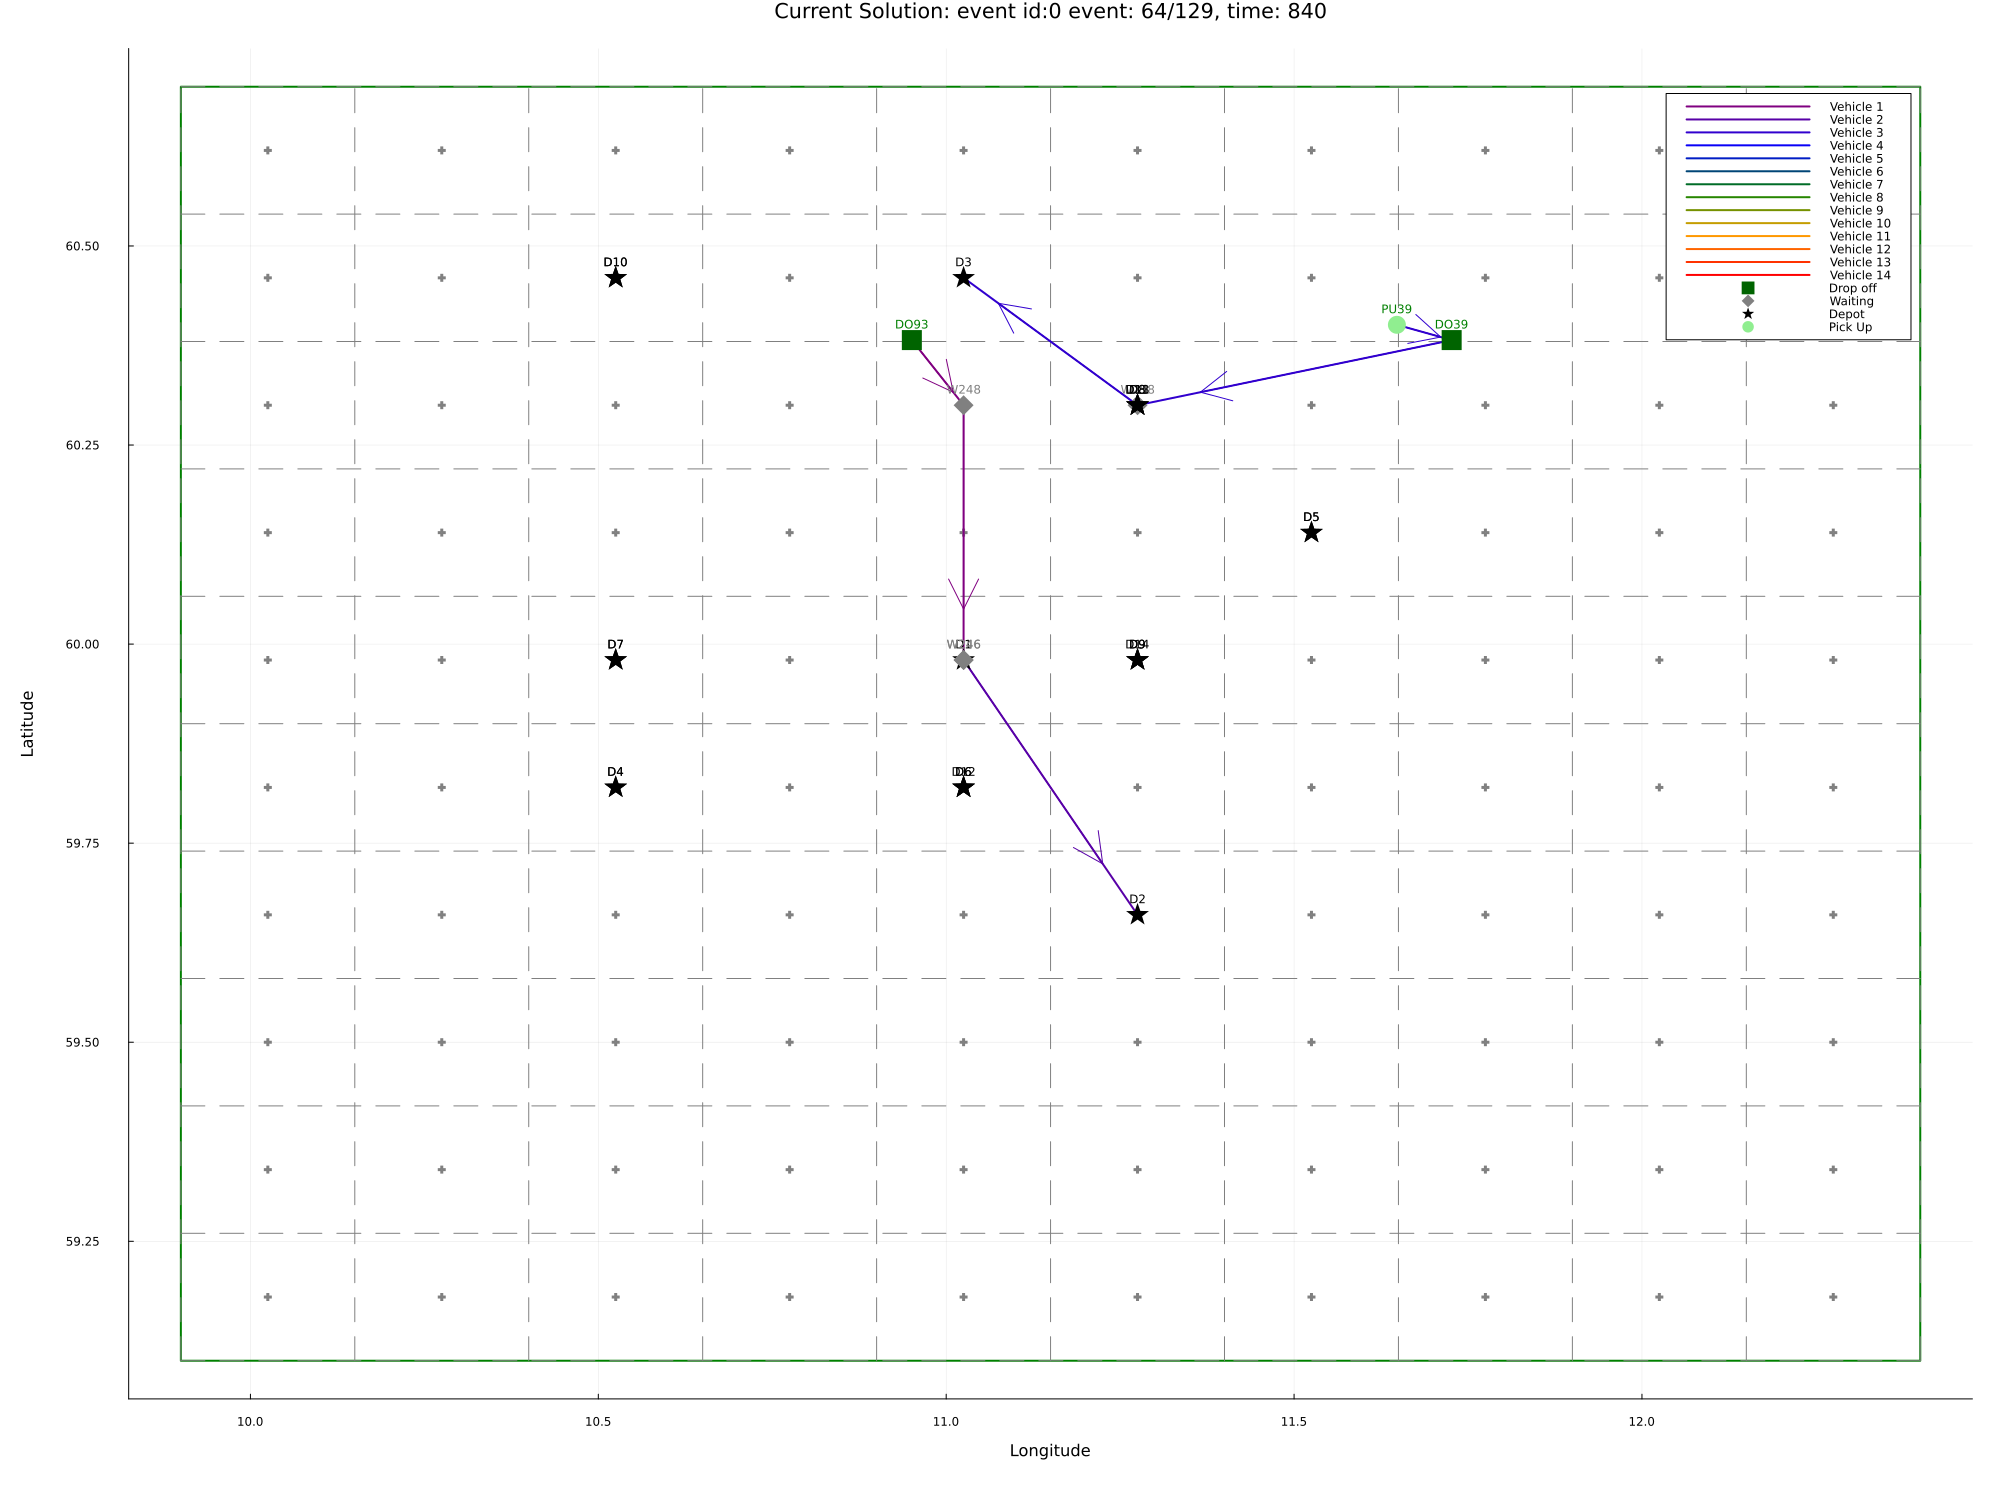 Current Solution: event id:0 event: 64/129, time: 840
Vehicle 1
Vehicle 2
Vehicle 3
Vehicle 4
Vehicle 5
Vehicle 6
Vehicle 7
Vehicle 8
Vehicle 9
Vehicle 10
Vehicle 11
Vehicle 12
Vehicle 13
Vehicle 14
Drop off
Waiting
Depot
Pick Up
60.50
60.25
60.00
59.75
59.50
59.25
D10
D3
DO93
PU39
DO39
W248
D5
D7
D1
D9
D4
D6
D2
Latitude
10.0
10.5
11.0
11.5
12.0
Longitude